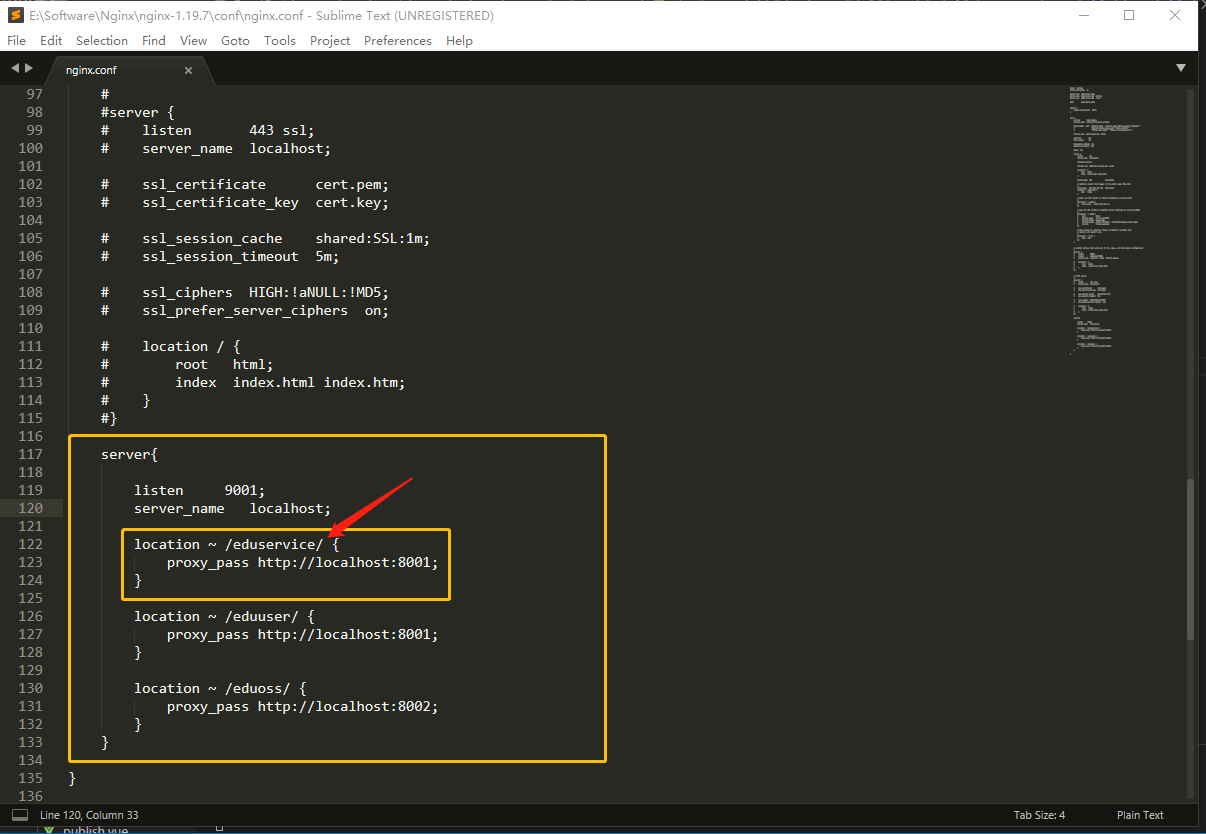 E:\Software\Nginx\nginx-1.19.7\conf\nginx.conf - Sublime Text (UNREGISTERED)
File Edit Selection Find View Goto Tools Project Preferences Help
nginx.conf
97 #
98 #server {
99 # listen 443 ssl;
100 # server_name localhost;
101
102 # ssl_certificate cert.pem;
103 # ssl_certificate_key cert.key;
104
105 # ssl_session_cache shared:SSL:1m;
106 # ssl_session_timeout 5m;
107
108 # ssl_ciphers HIGH:!aNULL:!MD5;
109 # ssl_prefer_server_ciphers on;
110
111 # location / {
112 # root html;
113 # index index.html index.htm;
114 # }
115 #}
116
117 server{
118
119 listen 9001;
120 server_name localhost;
121
122 location ~ /eduservice/ {
123 proxy_pass http://localhost:8001;
124 }
125
126 location ~ /eduuser/ {
127 proxy_pass http://localhost:8001;
128 }
129
130 location ~ /eduoss/ {
131 proxy_pass http://localhost:8002;
132 }
133 }
134
135 }
136
Line 120, Column 33 Tab Size: 4 Plain Text
publish.vue